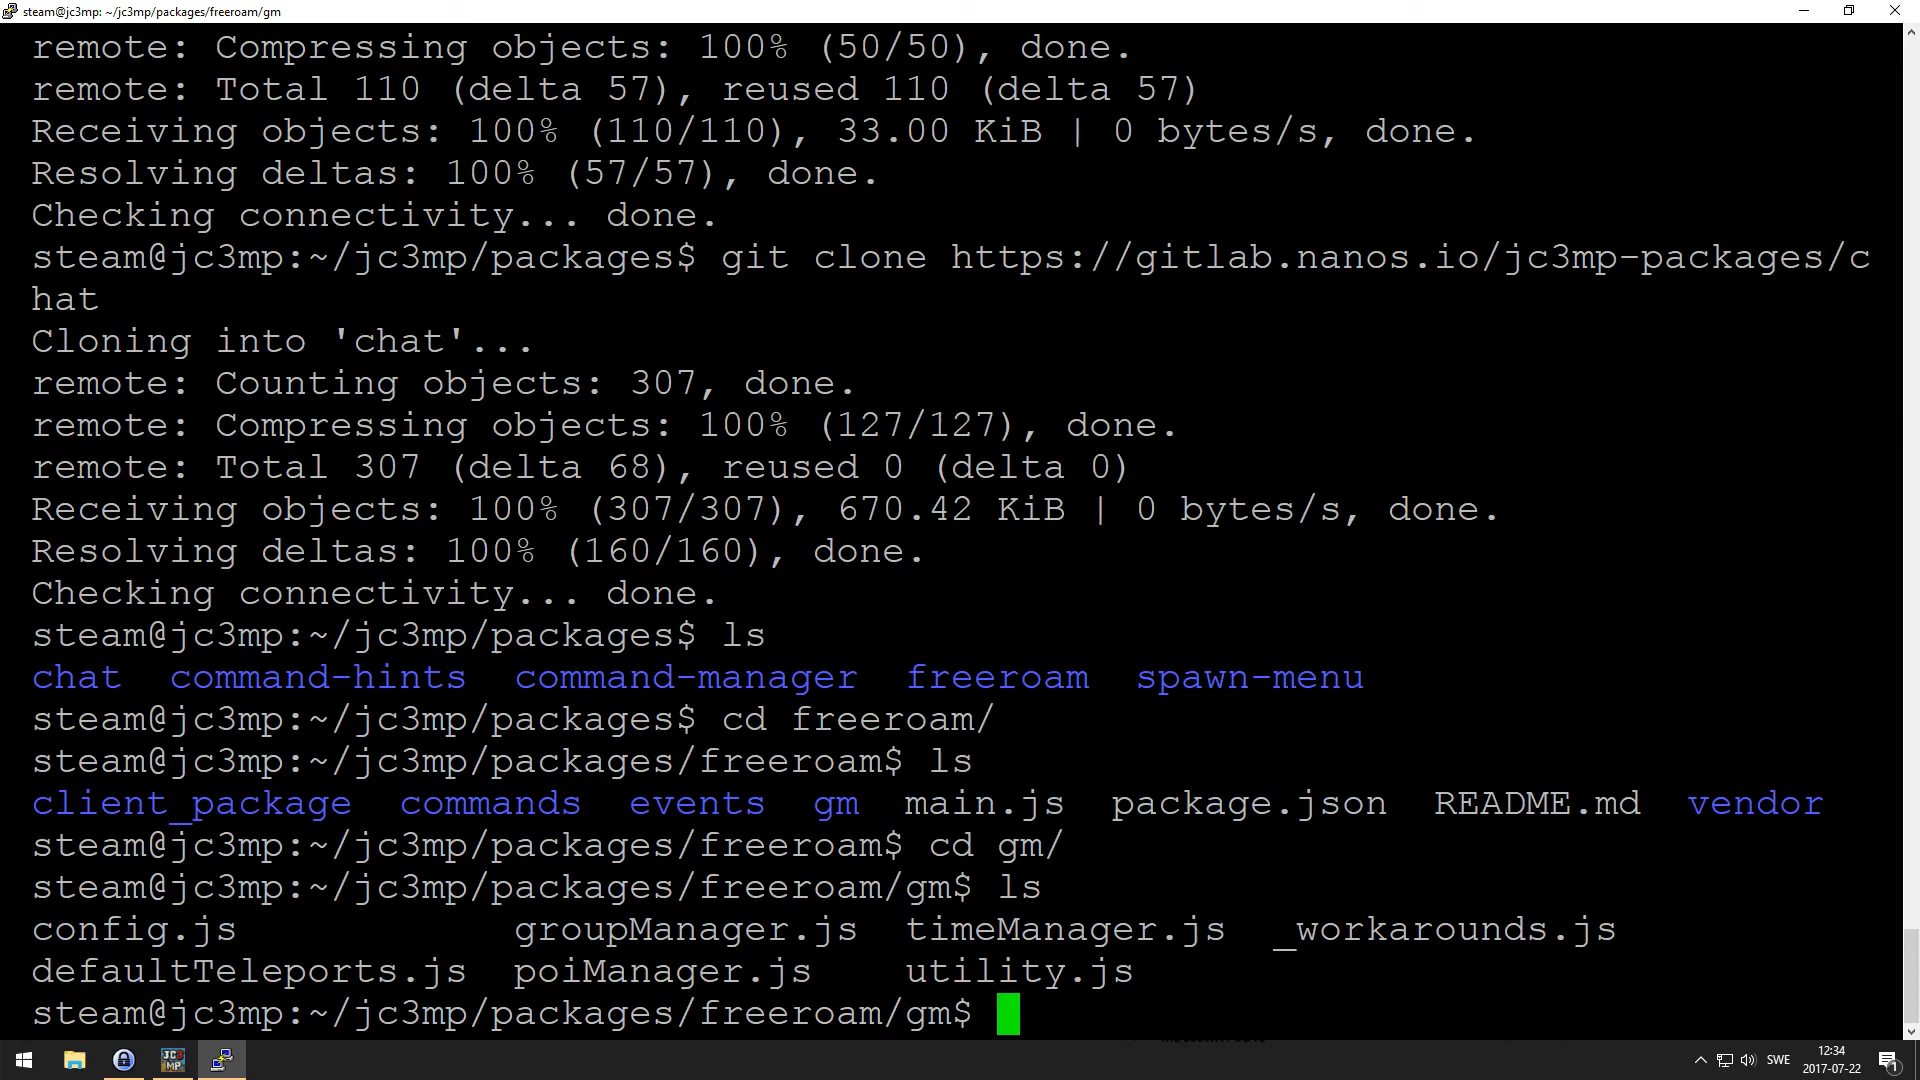 steam@jc3mp: ~/jc3mp/packages/freeroam/gm
remote: Compressing objects: 100% (50/50), done.
remote: Total 110 (delta 57), reused 110 (delta 57)
Receiving objects: 100% (110/110), 33.00 KiB | 0 bytes/s, done.
Resolving deltas: 100% (57/57), done.
Checking connectivity... done.
steam@jc3mp:~/jc3mp/packages$ git clone https://gitlab.nanos.io/jc3mp-packages/c
hat
Cloning into 'chat'...
remote: Counting objects: 307, done.
remote: Compressing objects: 100% (127/127), done.
remote: Total 307 (delta 68), reused 0 (delta 0)
Receiving objects: 100% (307/307), 670.42 KiB | 0 bytes/s, done.
Resolving deltas: 100% (160/160), done.
Checking connectivity... done.
steam@jc3mp:~/jc3mp/packages$ ls
chat  command-hints  command-manager  freeroam  spawn-menu
steam@jc3mp:~/jc3mp/packages$ cd freeroam/
steam@jc3mp:~/jc3mp/packages/freeroam$ ls
client_package  commands  events  gm  main.js  package.json  README.md  vendor
steam@jc3mp:~/jc3mp/packages/freeroam$ cd gm/
steam@jc3mp:~/jc3mp/packages/freeroam/gm$ ls
config.js            groupManager.js  timeManager.js  _workarounds.js
defaultTeleports.js  poiManager.js    utility.js
steam@jc3mp:~/jc3mp/packages/freeroam/gm$
JC3 MP
SWE
12:34
2017-07-22
1